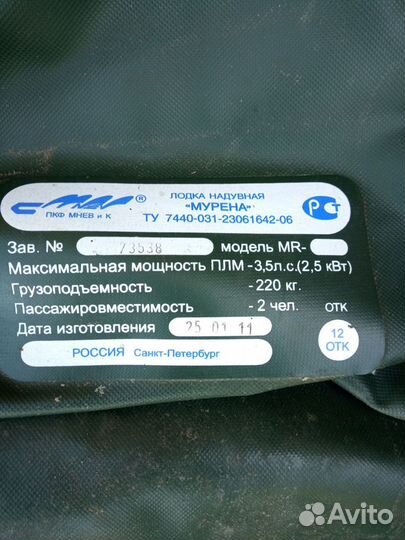 ПКФ МНЕВ и К
®
ЛОДКА НАДУВНАЯ
«МУРЕНА»
ТУ 7440-031-23061642-06
РСТ
Зав. № 73538 модель MR-
Максимальная мощность ПЛМ - 3,5л.с.(2,5 кВт)
Грузоподъемность - 220 кг.
Пассажировместимость - 2 чел. ОТК
Дата изготовления 25 01 11
12
ОТК
РОССИЯ Санкт-Петербург
Avito